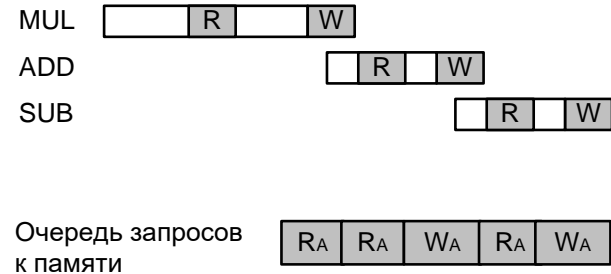 MUL R W
ADD R W
SUB R W
Очередь запросов RA RA WA RA WA
к памяти